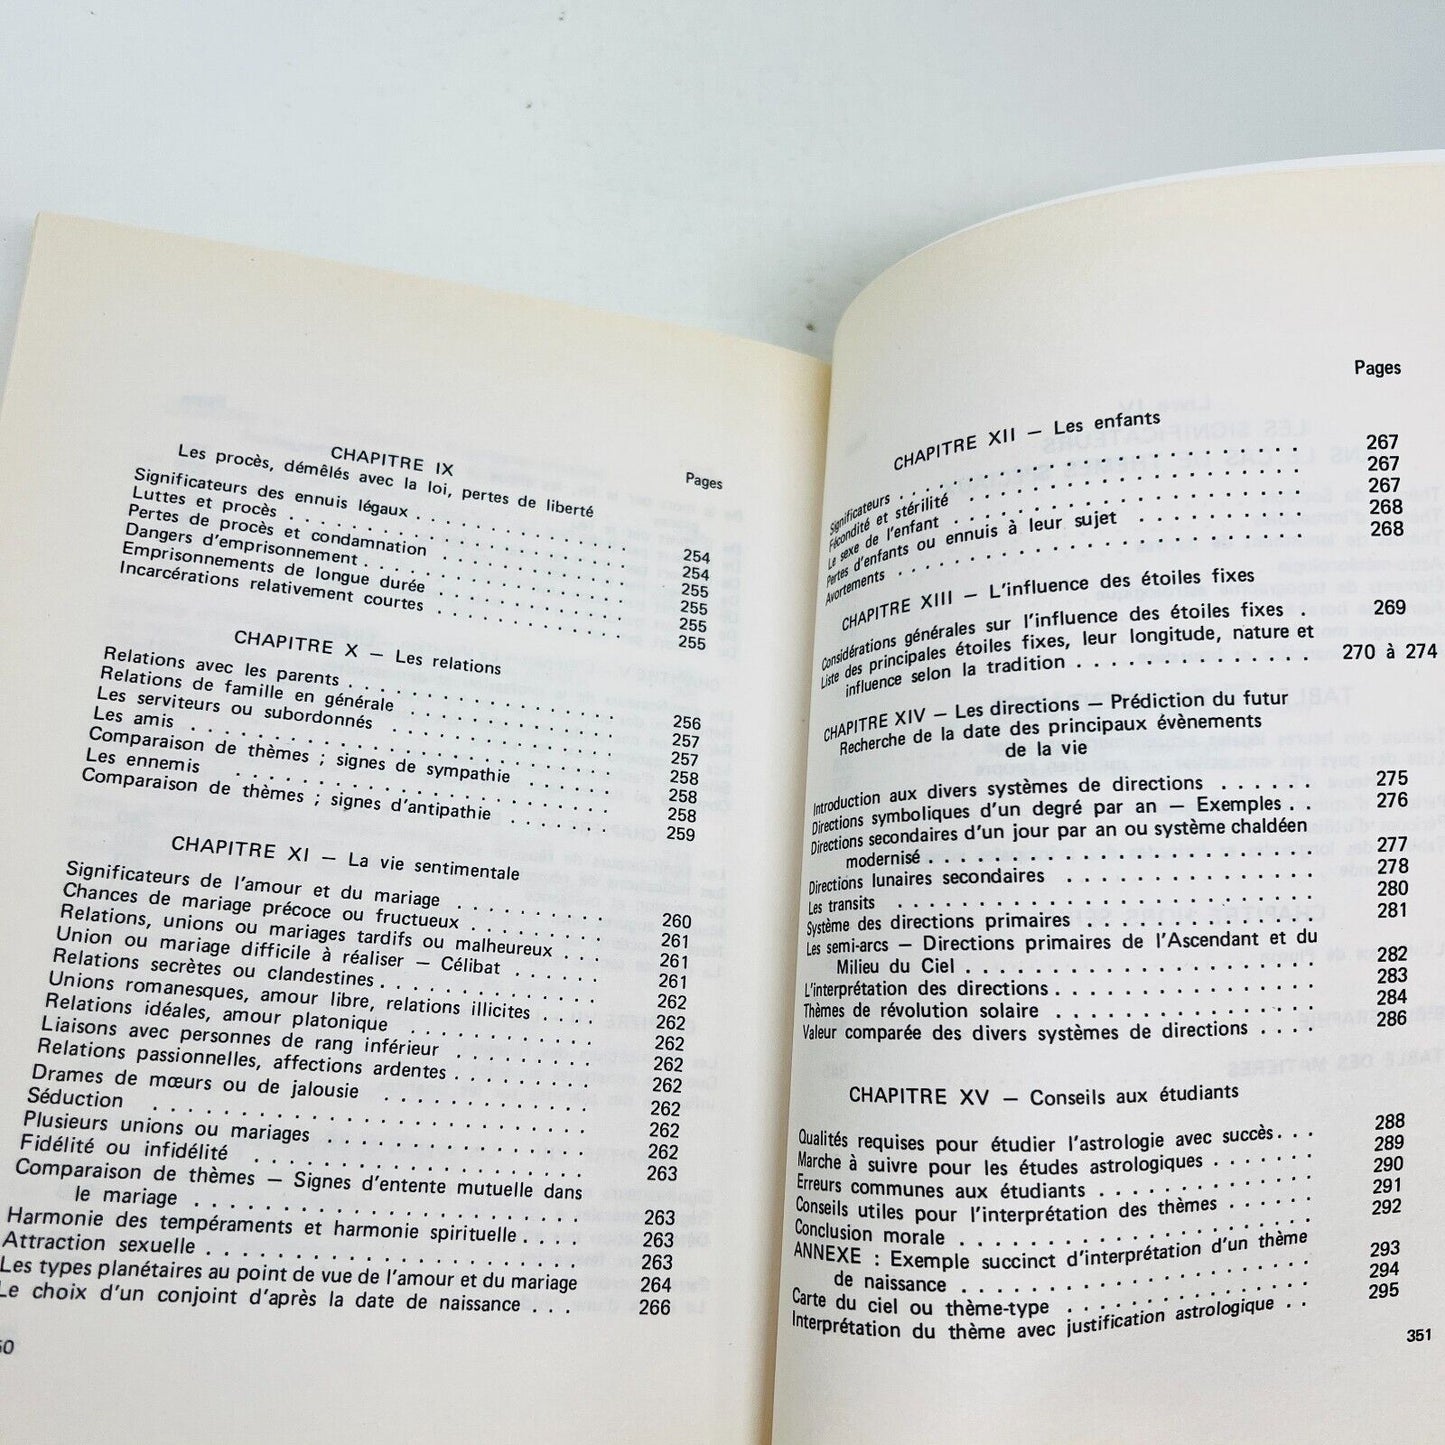 CHAPITRE IX
Les procès, démêlés avec la loi, pertes de liberté
Pages
Significateurs des ennuis légaux . . . . . . . . . . . . 254
Luttes et procès . . . . . . . . . . . . . . . . . 254
Pertes de procès et condamnation . . . . . . . . . . . 255
Dangers d'emprisonnement . . . . . . . . . . . . . . 255
Emprisonnements de longue durée . . . . . . . . . . . 255
Incarcérations relativement courtes . . . . . . . . . . 255
CHAPITRE X — Les relations
Relations avec les parents . . . . . . . . . . . . . . 256
Relations de famille en générale . . . . . . . . . . . 257
Les serviteurs ou subordonnés . . . . . . . . . . . . 257
Les amis . . . . . . . . . . . . . . . . . . . . . 258
Comparaison de thèmes ; signes de sympathie . . . . . 258
Les ennemis . . . . . . . . . . . . . . . . . . . 258
Comparaison de thèmes ; signes d'antipathie . . . . . 259
CHAPITRE XI — La vie sentimentale
Significateurs de l'amour et du mariage . . . . . . . . 260
Chances de mariage précoce ou fructueux . . . . . . . 261
Relations, unions ou mariages tardifs ou malheureux . . . 261
Union ou mariage difficile à réaliser — Célibat . . . . . 261
Relations secrètes ou clandestines . . . . . . . . . . 262
Unions romanesques, amour libre, relations illicites . . . 262
Relations idéales, amour platonique . . . . . . . . . 262
Liaisons avec personnes de rang inférieur . . . . . . . 262
Relations passionnelles, affections ardentes . . . . . . 262
Drames de mœurs ou de jalousie . . . . . . . . . . . 262
Séduction . . . . . . . . . . . . . . . . . . . . 262
Plusieurs unions ou mariages . . . . . . . . . . . . . 262
Fidélité ou infidélité . . . . . . . . . . . . . . . . 263
Comparaison de thèmes — Signes d'entente mutuelle dans
le mariage . . . . . . . . . . . . . . . . . . . 263
Harmonie des tempéraments et harmonie spirituelle . . . . 263
Attraction sexuelle . . . . . . . . . . . . . . . . . 263
Les types planétaires au point de vue de l'amour et du mariage 264
Le choix d'un conjoint d'après la date de naissance . . . 266
Pages
CHAPITRE XII — Les enfants
Significateurs . . . . . . . . . . . . . . . . . . . 267
Fécondité et stérilité . . . . . . . . . . . . . . . . 267
Le sexe de l'enfant . . . . . . . . . . . . . . . . . 267
Pertes d'enfants ou ennuis à leur sujet . . . . . . . . . 268
Avortements . . . . . . . . . . . . . . . . . . . . 268
CHAPITRE XIII — L'influence des étoiles fixes
Considérations générales sur l'influence des étoiles fixes . 269
Liste des principales étoiles fixes, leur longitude, nature et
influence selon la tradition . . . . . . . . . . . . . 270 à 274
CHAPITRE XIV — Les directions — Prédiction du futur
Recherche de la date des principaux évènements
de la vie
Introduction aux divers systèmes de directions . . . . . . 275
Directions symboliques d'un degré par an — Exemples . . 276
Directions secondaires d'un jour par an ou système chaldéen
modernisé . . . . . . . . . . . . . . . . . . . . 277
Directions lunaires secondaires . . . . . . . . . . . . . 278
Les transits . . . . . . . . . . . . . . . . . . . . 280
Système des directions primaires . . . . . . . . . . . . 281
Les semi-arcs — Directions primaires de l'Ascendant et du
Milieu du Ciel . . . . . . . . . . . . . . . . . . 282
L'interprétation des directions . . . . . . . . . . . . . 283
Thèmes de révolution solaire . . . . . . . . . . . . . 284
Valeur comparée des divers systèmes de directions . . . . 286
CHAPITRE XV — Conseils aux étudiants
Qualités requises pour étudier l'astrologie avec succès . . . 288
Marche à suivre pour les études astrologiques . . . . . . . 289
Erreurs communes aux étudiants . . . . . . . . . . . . 290
Conseils utiles pour l'interprétation des thèmes . . . . . . 291
Conclusion morale . . . . . . . . . . . . . . . . . . 292
ANNEXE : Exemple succinct d'interprétation d'un thème
de naissance . . . . . . . . . . . . . . . . . . . 293
Carte du ciel ou thème-type . . . . . . . . . . . . . 294
Interprétation du thème avec justification astrologique . . 295
351